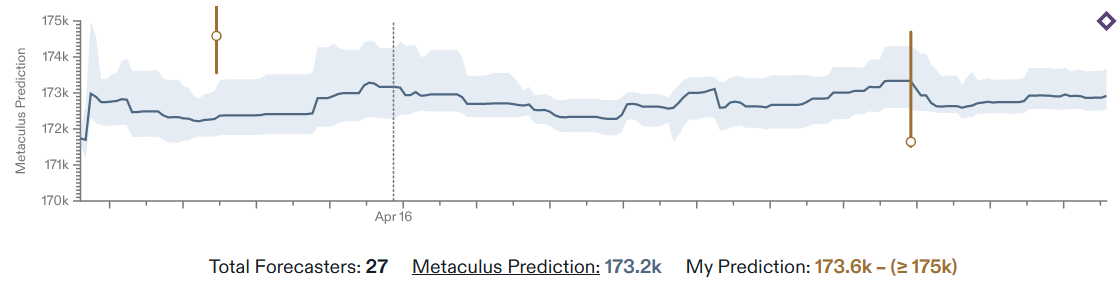 175k
174k
173k
172k
171k
170k
Metaculus Prediction
Apr 16
Total Forecasters: 27 Metaculus Prediction: 173.2k My Prediction: 173.6k – (≥ 175k)